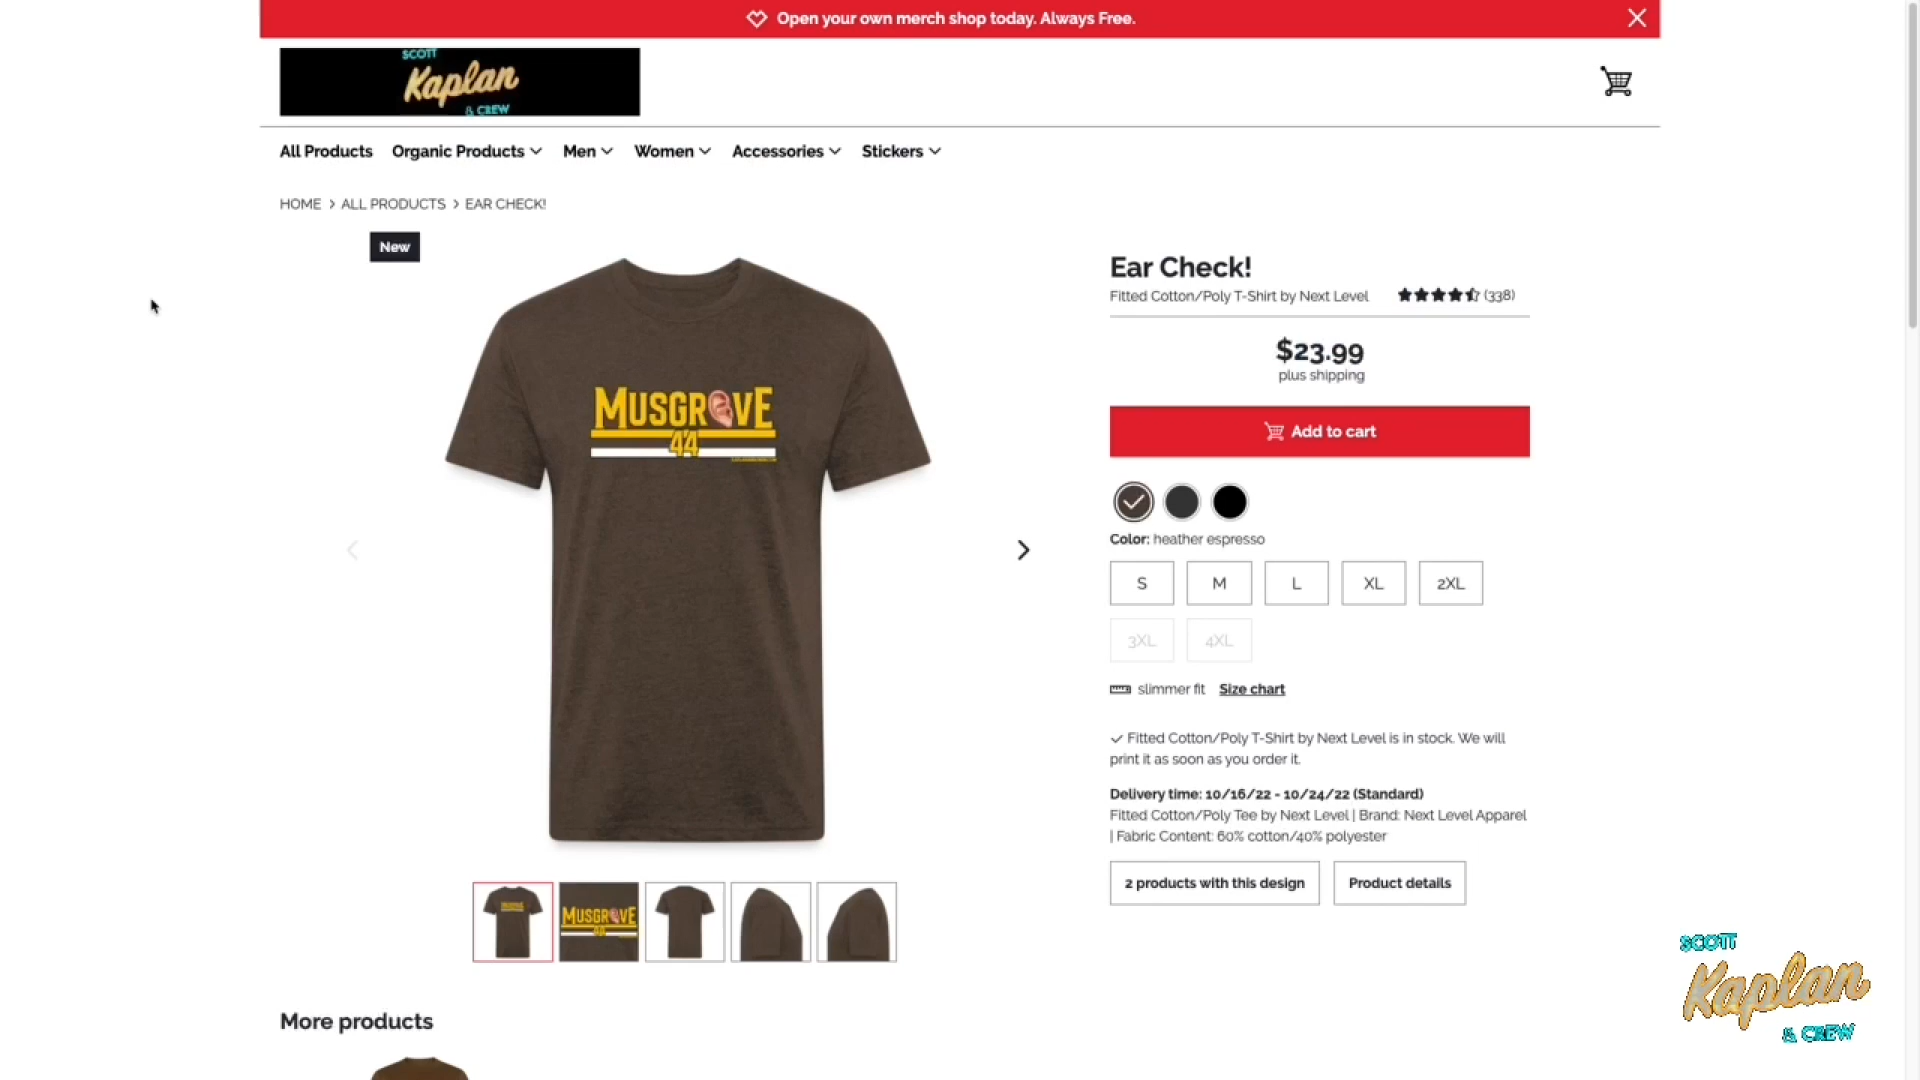 Open your own merch shop today. Always Free.
SCOTT
Kaplan
& CREW
All Products Organic Products Men Women Accessories Stickers
HOME > ALL PRODUCTS > EAR CHECK!
New
MUSGR VE
44
Ear Check!
Fitted Cotton/Poly T-Shirt by Next Level (338)
$23.99
plus shipping
Add to cart
Color: heather espresso
S M L XL 2XL
3XL 4XL
slimmer fit Size chart
Fitted Cotton/Poly T-Shirt by Next Level is in stock. We will
print it as soon as you order it.
Delivery time: 10/16/22 - 10/24/22 (Standard)
Fitted Cotton/Poly Tee by Next Level | Brand: Next Level Apparel
| Fabric Content: 60% cotton/40% polyester
2 products with this design Product details
MUSGR VE
44
More products
SCOTT
Kaplan
& CREW